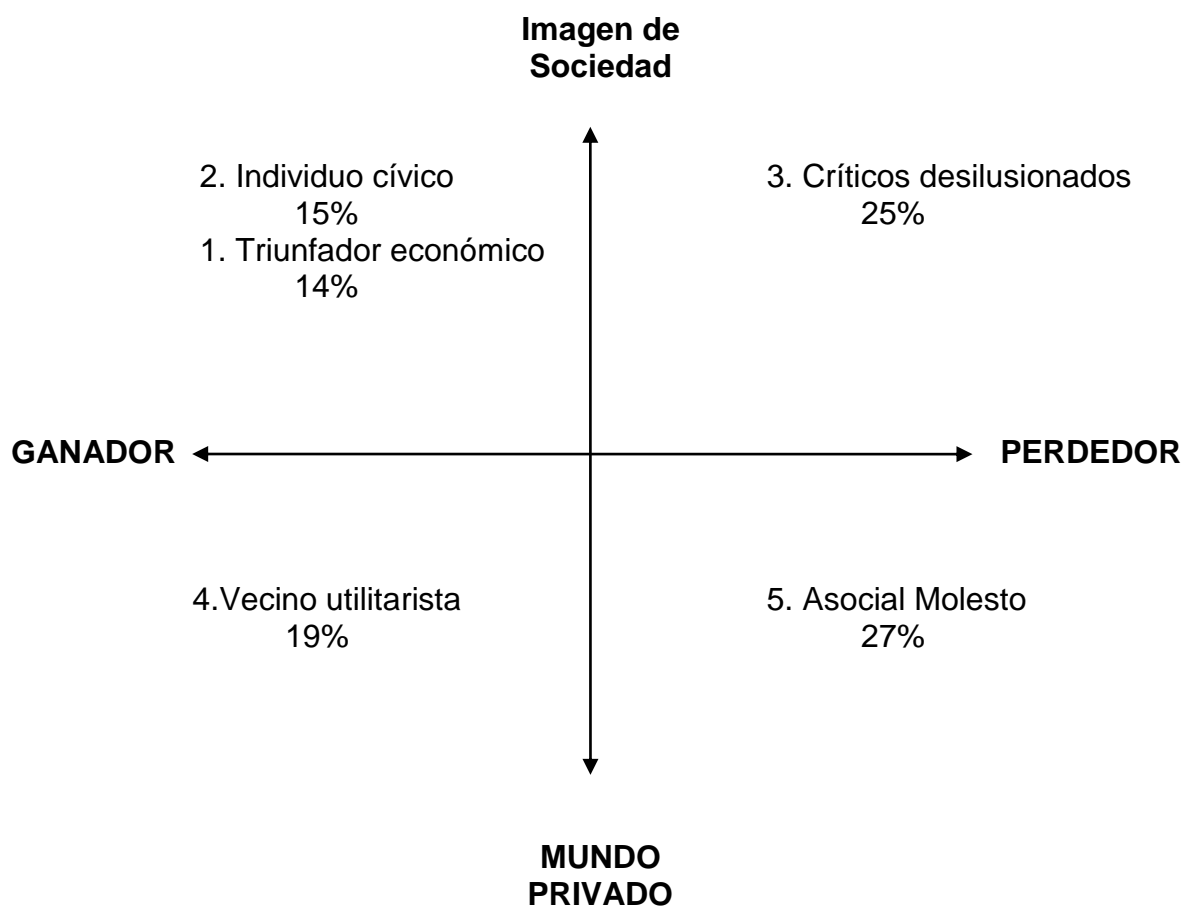 Imagen de
Sociedad
2. Individuo cívico
15%
1. Triunfador económico
14%
3. Críticos desilusionados
25%
GANADOR
PERDEDOR
4.Vecino utilitarista
19%
5. Asocial Molesto
27%
MUNDO
PRIVADO